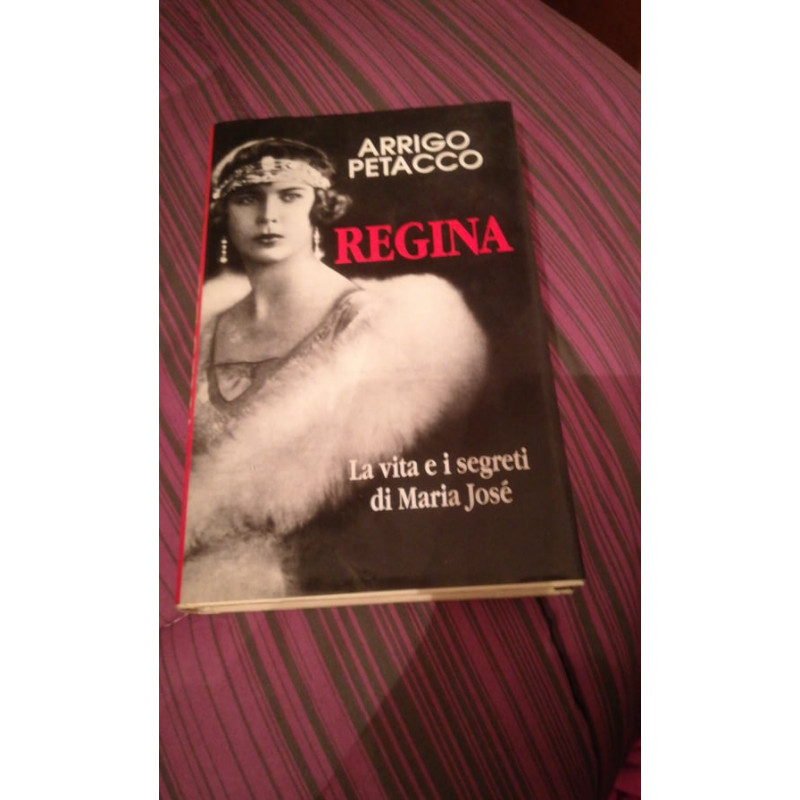 ARRIGO
PETACCO
REGINA
La vita e i segreti
di Maria José